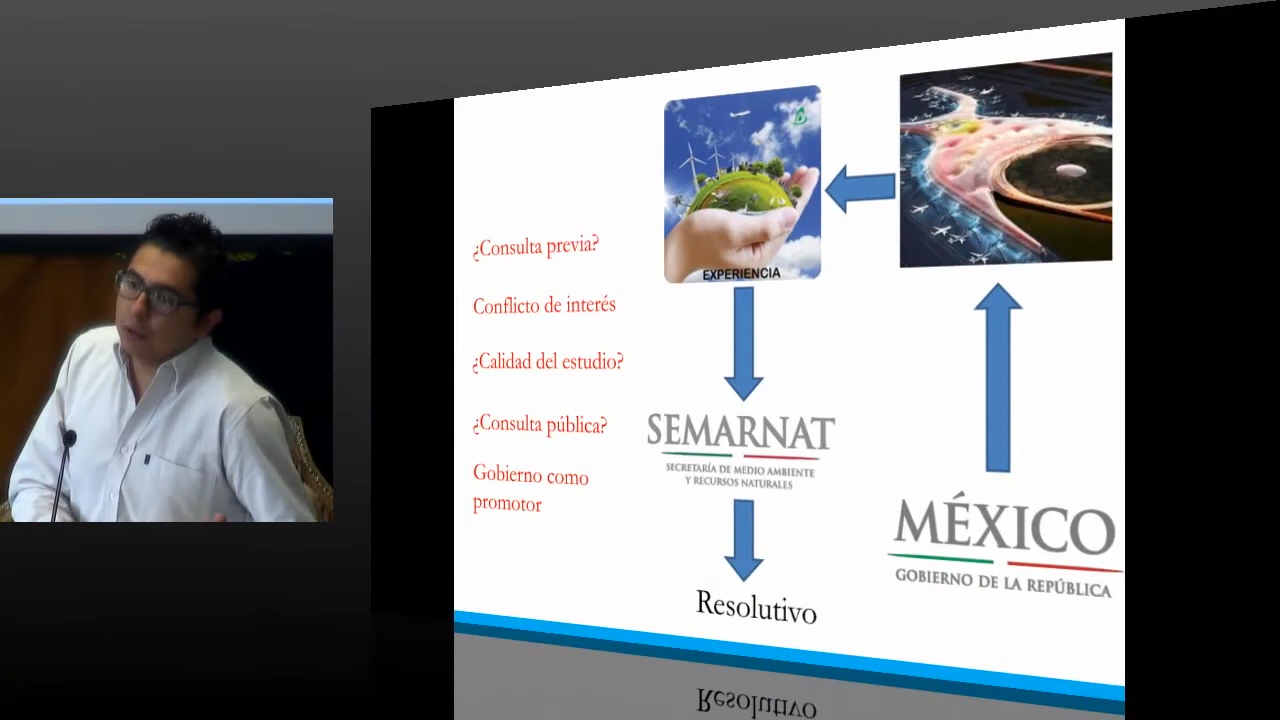 ¿Consulta previa?
Conflicto de interés
¿Calidad del estudio?
¿Consulta pública?
Gobierno como
promotor
EXPERIENCIA
SEMARNAT
SECRETARÍA DE MEDIO AMBIENTE
Y RECURSOS NATURALES
Resolutivo
MÉXICO
GOBIERNO DE LA REPÚBLICA
Resolutivo